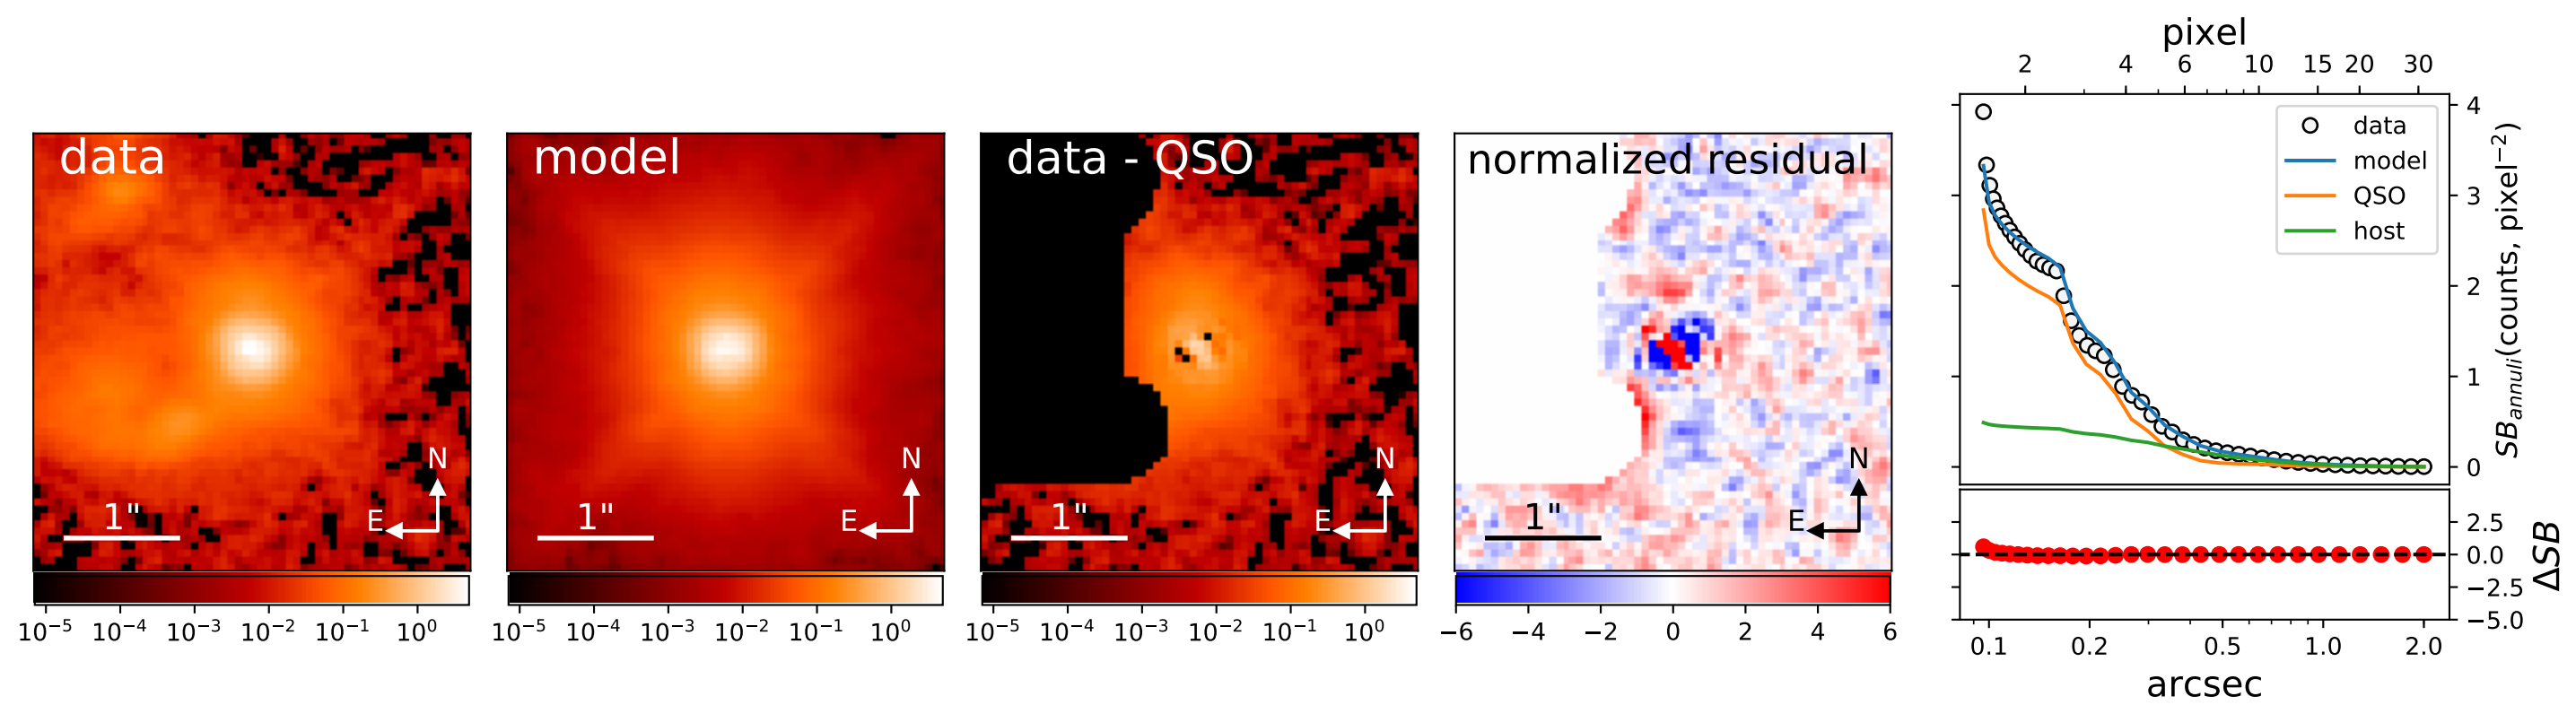 data
N
E
1"
10⁻⁵ 10⁻⁴ 10⁻³ 10⁻² 10⁻¹ 10⁰
model
N
E
1"
10⁻⁵ 10⁻⁴ 10⁻³ 10⁻² 10⁻¹ 10⁰
data - QSO
N
E
1"
10⁻⁵ 10⁻⁴ 10⁻³ 10⁻² 10⁻¹ 10⁰
normalized residual
N
E
1"
−6 −4 −2 0 2 4 6
pixel
2 4 6 10 15 20 30
data
model
QSO
host
4
3
2
1
0
SB_annuli(counts, pixel⁻²)
2.5
0.0
−2.5
−5.0
ΔSB
0.1 0.2 0.5 1.0 2.0
arcsec